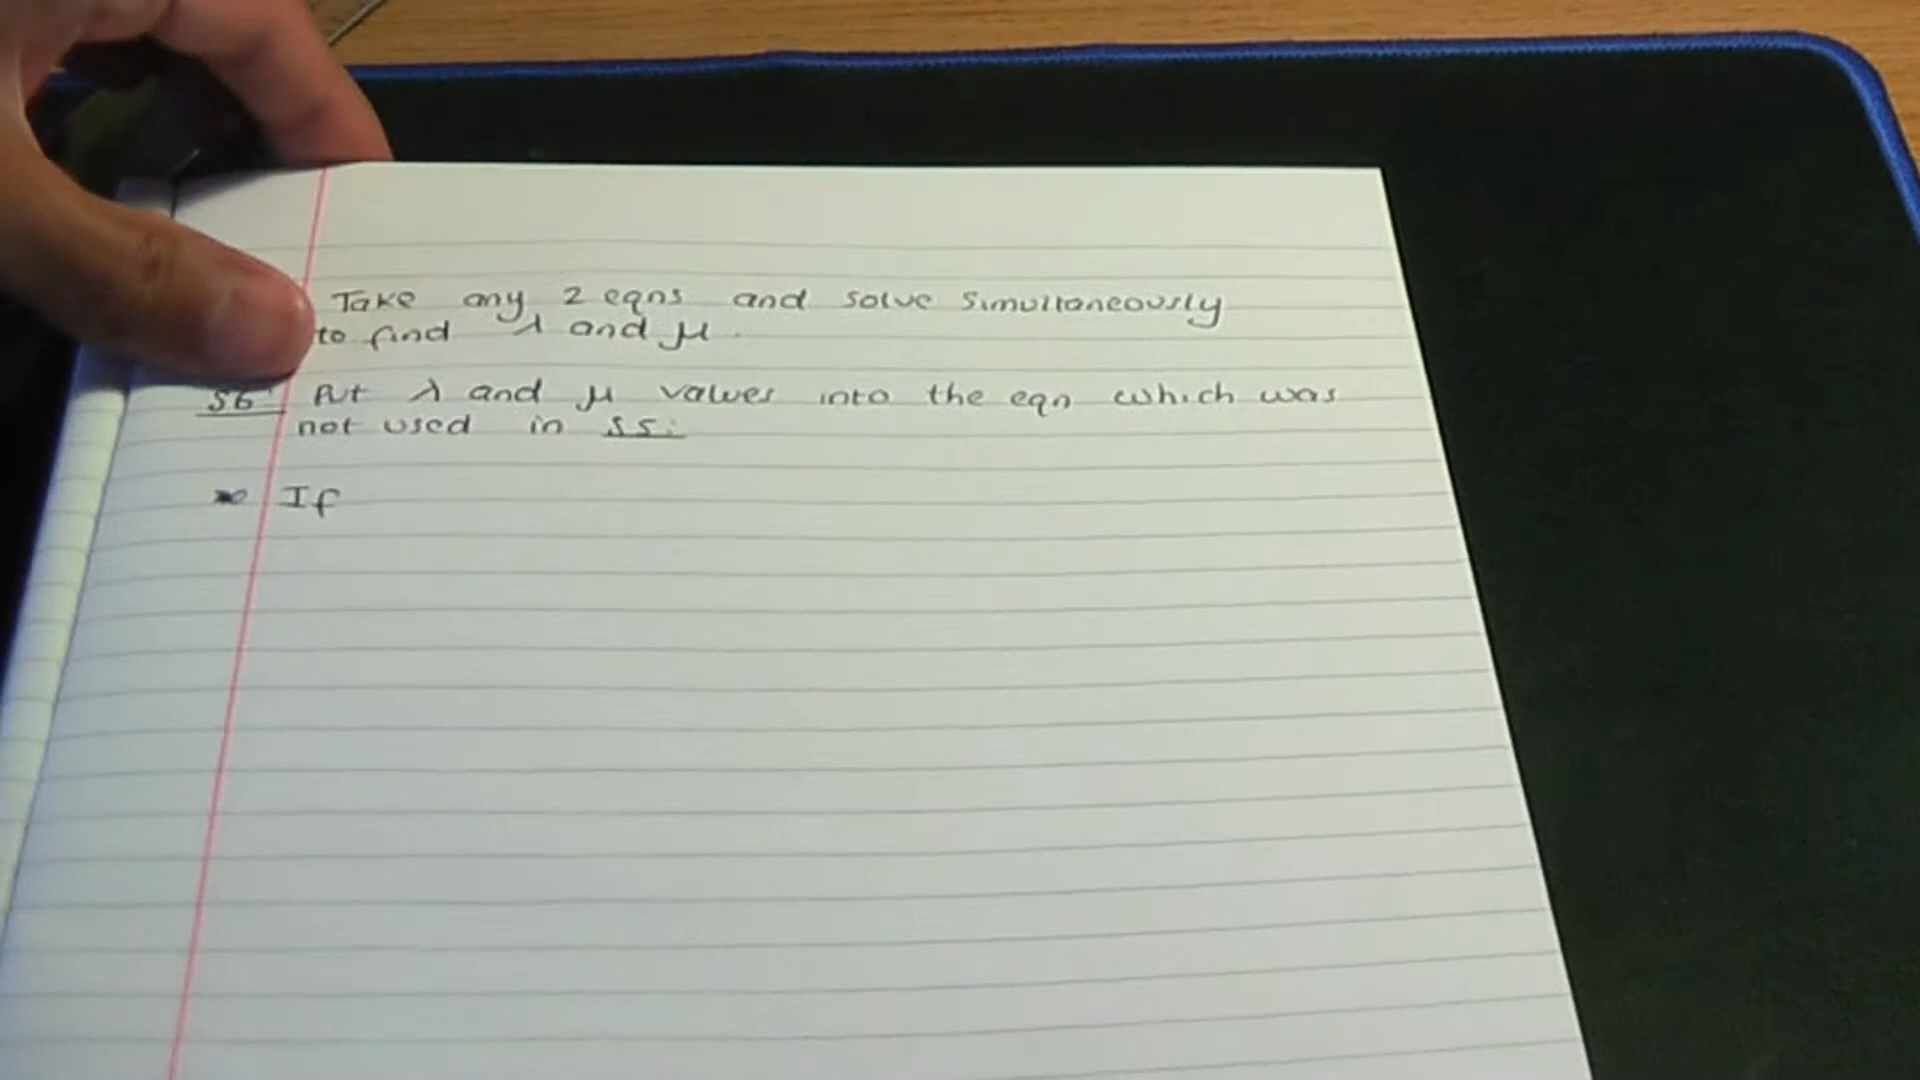 Take any 2 eqns and solve simultaneously
to find λ and μ.
S6: Put λ and μ values into the eqn which was
not used in S5.
If